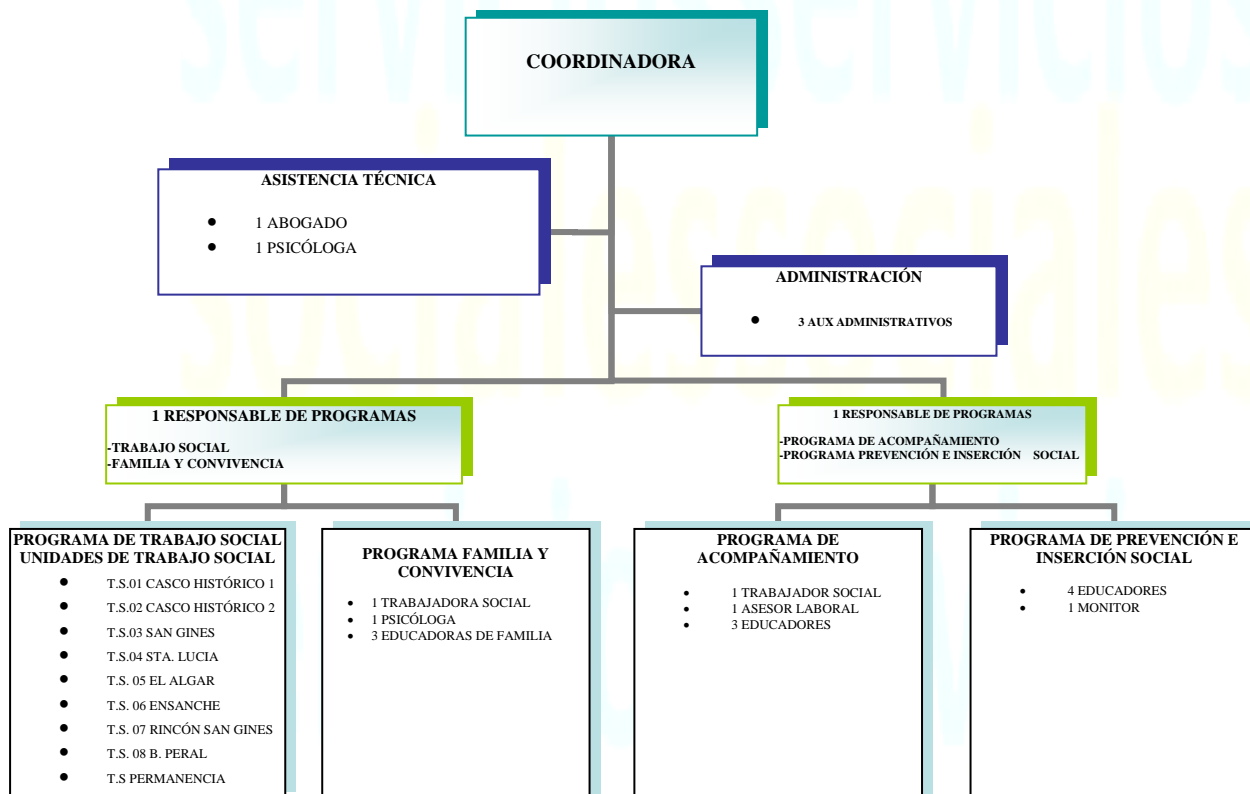 COORDINADORA
ASISTENCIA TÉCNICA
● 1 ABOGADO
● 1 PSICÓLOGA
ADMINISTRACIÓN
● 3 AUX ADMINISTRATIVOS
1 RESPONSABLE DE PROGRAMAS
-TRABAJO SOCIAL
-FAMILIA Y CONVIVENCIA
1 RESPONSABLE DE PROGRAMAS
-PROGRAMA DE ACOMPAÑAMIENTO
-PROGRAMA PREVENCIÓN E INSERCIÓN SOCIAL
PROGRAMA DE TRABAJO SOCIAL
UNIDADES DE TRABAJO SOCIAL
● T.S.01 CASCO HISTÓRICO 1
● T.S.02 CASCO HISTÓRICO 2
● T.S.03 SAN GINES
● T.S.04 STA. LUCIA
● T.S. 05 EL ALGAR
● T.S. 06 ENSANCHE
● T.S. 07 RINCÓN SAN GINES
● T.S. 08 B. PERAL
● T.S PERMANENCIA
PROGRAMA FAMILIA Y
CONVIVENCIA
● 1 TRABAJADORA SOCIAL
● 1 PSICÓLOGA
● 3 EDUCADORAS DE FAMILIA
PROGRAMA DE
ACOMPAÑAMIENTO
● 1 TRABAJADOR SOCIAL
● 1 ASESOR LABORAL
● 3 EDUCADORES
PROGRAMA DE PREVENCIÓN E
INSERCIÓN SOCIAL
● 4 EDUCADORES
● 1 MONITOR